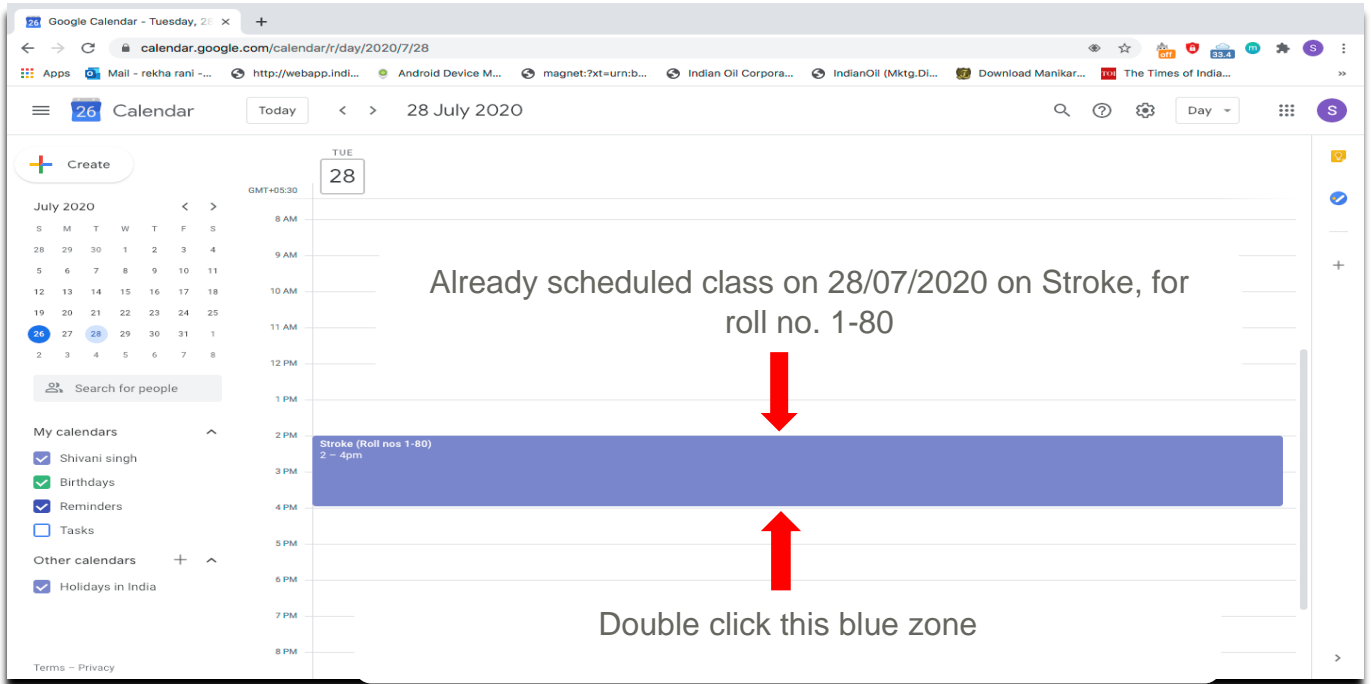 26 Google Calendar - Tuesday, 28
calendar.google.com/calendar/r/day/2020/7/28
off 33.4 m S
Apps Mail - rekha rani -... http://webapp.indi... Android Device M... magnet:?xt=urn:b... Indian Oil Corpora... IndianOil (Mktg.Di... Download Manikar... TOI The Times of India... »
26 Calendar Today < > 28 July 2020 Day S
Create
TUE
28
GMT+05:30
July 2020 < >
S M T W T F S
28 29 30 1 2 3 4
5 6 7 8 9 10 11
12 13 14 15 16 17 18
19 20 21 22 23 24 25
26 27 28 29 30 31 1
2 3 4 5 6 7 8
Search for people
My calendars
Shivani singh
Birthdays
Reminders
Tasks
Other calendars +
Holidays in India
Terms – Privacy
8 AM
9 AM
10 AM
11 AM
12 PM
1 PM
2 PM
3 PM
4 PM
5 PM
6 PM
7 PM
8 PM
Already scheduled class on 28/07/2020 on Stroke, for
roll no. 1-80
Stroke (Roll nos 1-80)
2 – 4pm
Double click this blue zone